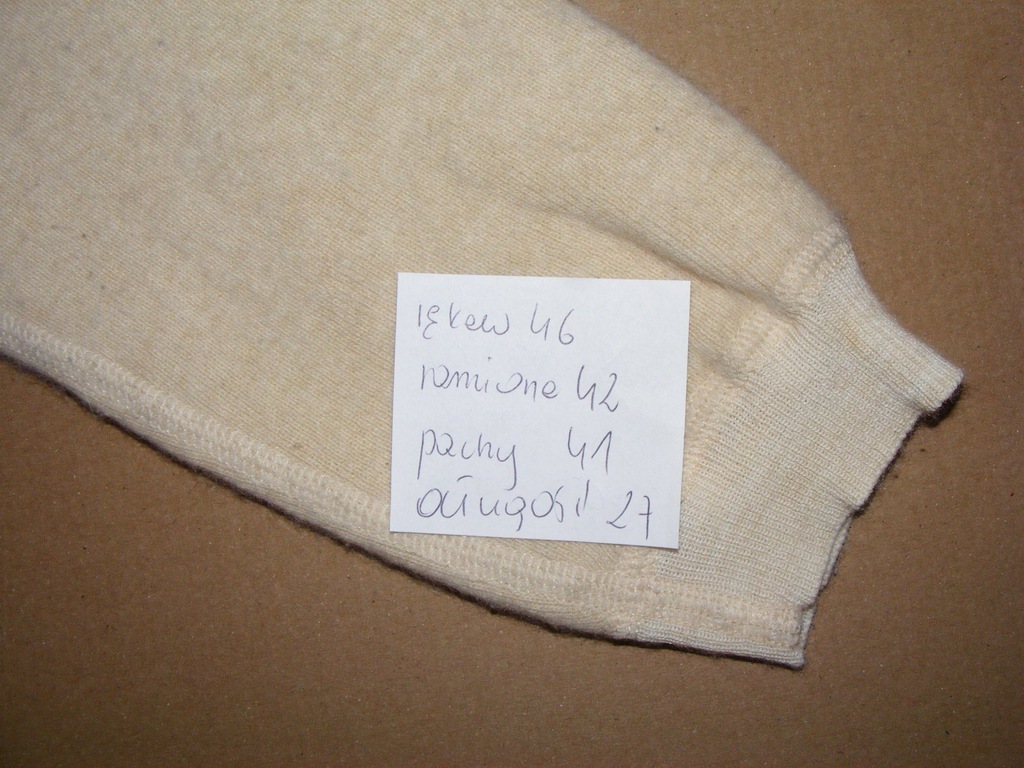 rękaw 46
ramiona 42
pachy 41
długość 27